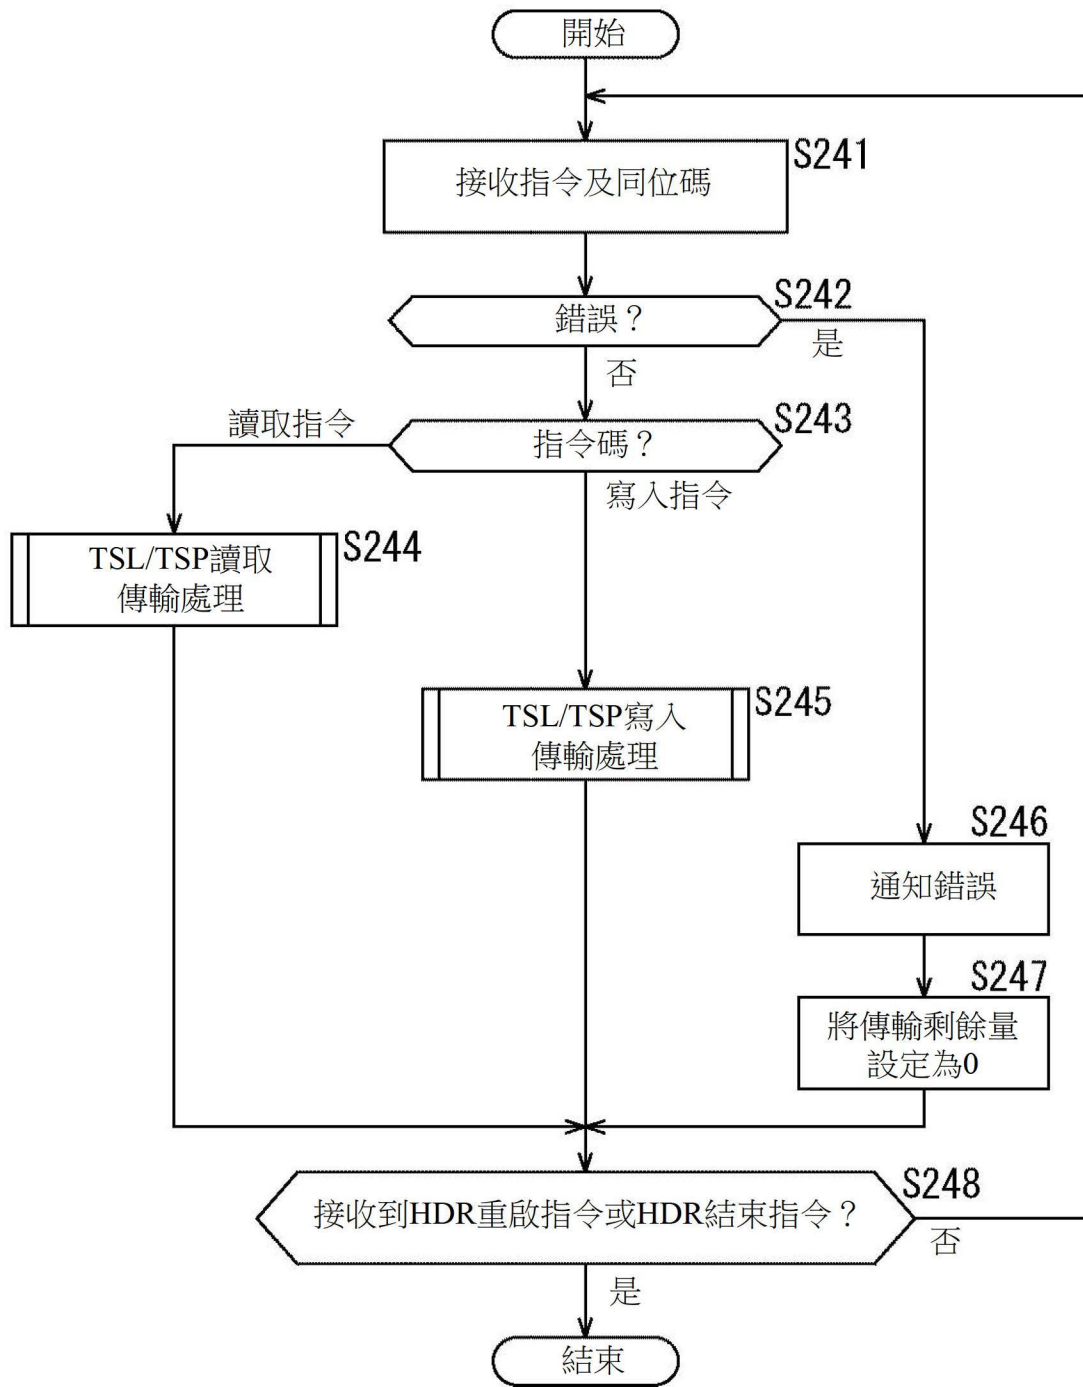 開始
S241
接收指令及同位碼
S242
錯誤？
是
否
S243
讀取指令
指令碼？
寫入指令
S244
TSL/TSP讀取
傳輸處理
S245
TSL/TSP寫入
傳輸處理
S246
通知錯誤
S247
將傳輸剩餘量
設定為0
S248
接收到HDR重啟指令或HDR結束指令？
否
是
結束